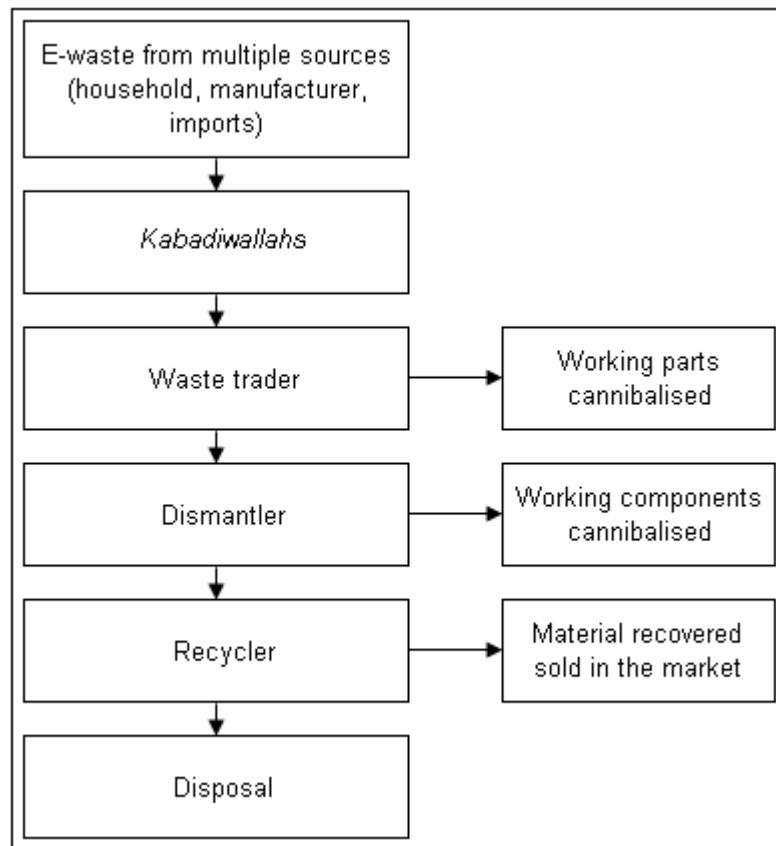 E-waste from multiple sources
(household, manufacturer,
imports)
Kabadiwallahs
Waste trader
Working parts
cannibalised
Dismantler
Working components
cannibalised
Recycler
Material recovered
sold in the market
Disposal